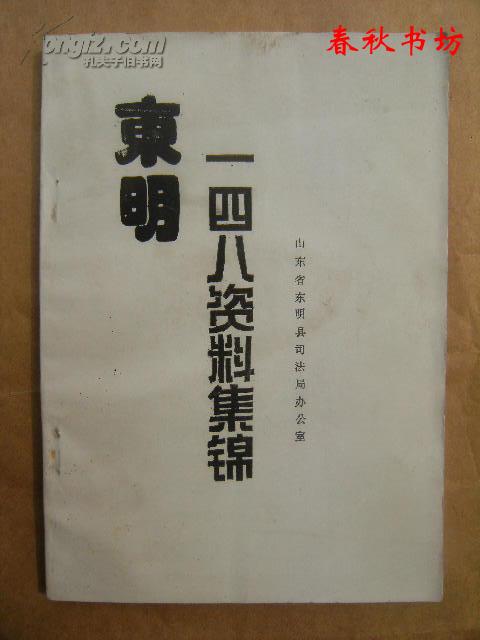 Kongfz.com
孔夫子旧书网
春秋书坊
東明
一四八资料集锦
山东省东明县司法局办公室